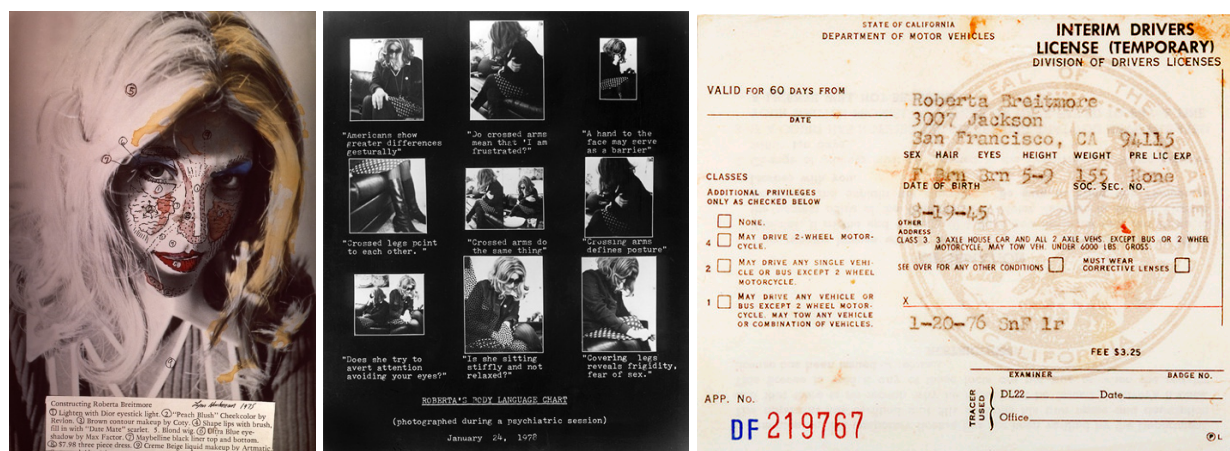 Constructing Roberta Breitmore
Lynn Hershman 1975
① Lighten with Dior eyestick light. ② "Peach Blush" Cheekcolor by
Revlon. ③ Brown contour makeup by Coty. ④ Shape lips with brush,
fill in with "Date Mate" scarlet. 5. Blond wig. ⑥ Ultra Blue eye-
shadow by Max Factor. ⑦ Maybelline black liner top and bottom.
⑧ $7.98 three piece dress. ⑨ Creme Beige liquid makeup by Artmatic.
"Americans show
greater differences
gesturally"
"Do crossed arms
mean that 'I am
frustrated?"
"A hand to the
face may serve
as a barrier"
"Crossed legs point
to each other."
"Crossed arms do
the same thing"
"Crossing arms
defines posture"
"Does she try to
avert attention
avoiding your eyes?"
"Is she sitting
stiffly and not
relaxed?"
"Covering legs
reveals frigidity,
fear of sex."
ROBERTA'S BODY LANGUAGE CHART
(photographed during a psychiatric session)
January 24, 1978
STATE OF CALIFORNIA
DEPARTMENT OF MOTOR VEHICLES
INTERIM DRIVERS
LICENSE (TEMPORARY)
DIVISION OF DRIVERS LICENSES
VALID FOR 60 DAYS FROM
DATE
Roberta Breitmore
3007 Jackson
San Francisco, CA 94115
SEX HAIR EYES HEIGHT WEIGHT PRE LIC EXP
F Brn Brn 5-9 155 None
DATE OF BIRTH SOC. SEC. NO.
8-19-45
OTHER
ADDRESS
CLASS 3. 3 AXLE HOUSE CAR AND ALL 2 AXLE VEHS. EXCEPT BUS OR 2 WHEEL
MOTORCYCLE, MAY TOW VEH. UNDER 6000 LBS. GROSS.
SEE OVER FOR ANY OTHER CONDITIONS
MUST WEAR
CORRECTIVE LENSES
CLASSES
ADDITIONAL PRIVILEGES
ONLY AS CHECKED BELOW
NONE.
4 MAY DRIVE 2-WHEEL MOTOR-
CYCLE.
2 MAY DRIVE ANY SINGLE VEHI-
CLE OR BUS EXCEPT 2 WHEEL
MOTORCYCLE.
1 MAY DRIVE ANY VEHICLE OR
BUS EXCEPT 2 WHEEL MOTOR-
CYCLE. MAY TOW ANY VEHICLE
OR COMBINATION OF VEHICLES.
X
1-20-76 SnF 1r
FEE $3.25
EXAMINER BADGE NO.
APP. No.
DF 219767
TRACER
USED
DL22 Date
Office
Ⓟ L